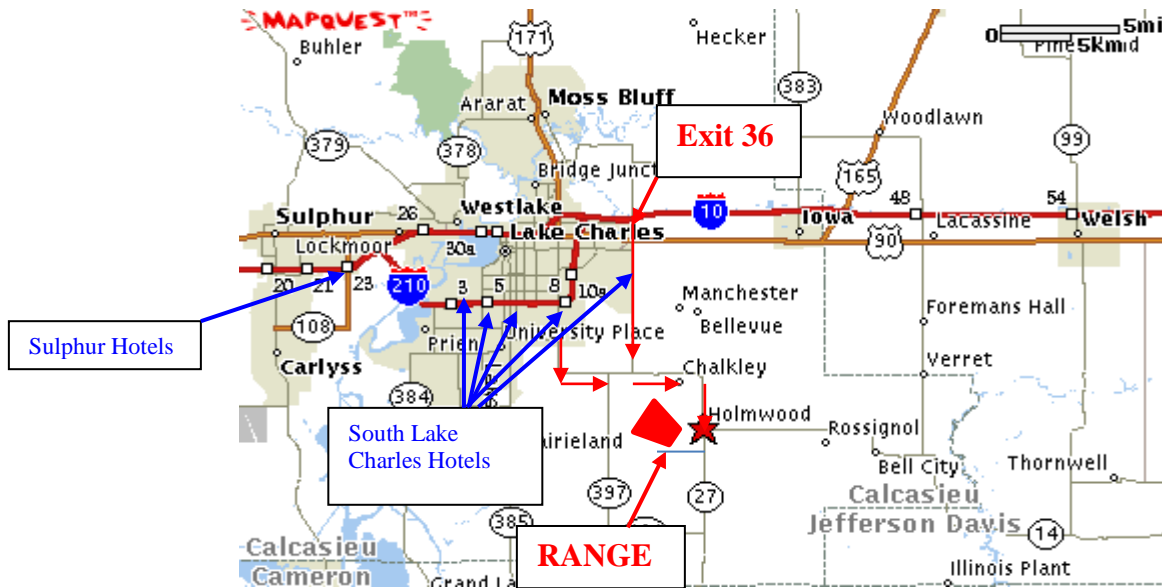 MAPQUEST™
171
Hecker
0
5mi
5km
Buhler
383
Ararat
Moss Bluff
Woodlawn
Exit 36
379
378
99
Bridge Junct
165
48
54
Westlake
10
Sulphur
26
Iowa
Lacassine
Welsh
Lockmoor
30a
Lake Charles
90
20
21
23
210
3
5
8
10a
Manchester
Foremans Hall
108
Bellevue
Sulphur Hotels
Prien
University Place
Verret
Carlyss
Chalkley
384
Holmwood
South Lake
Charles Hotels
airieland
Rossignol
Bell City
Thornwell
397
27
Calcasieu
Jefferson Davis
385
14
RANGE
Calcasieu
Cameron
Grand La
Illinois Plant